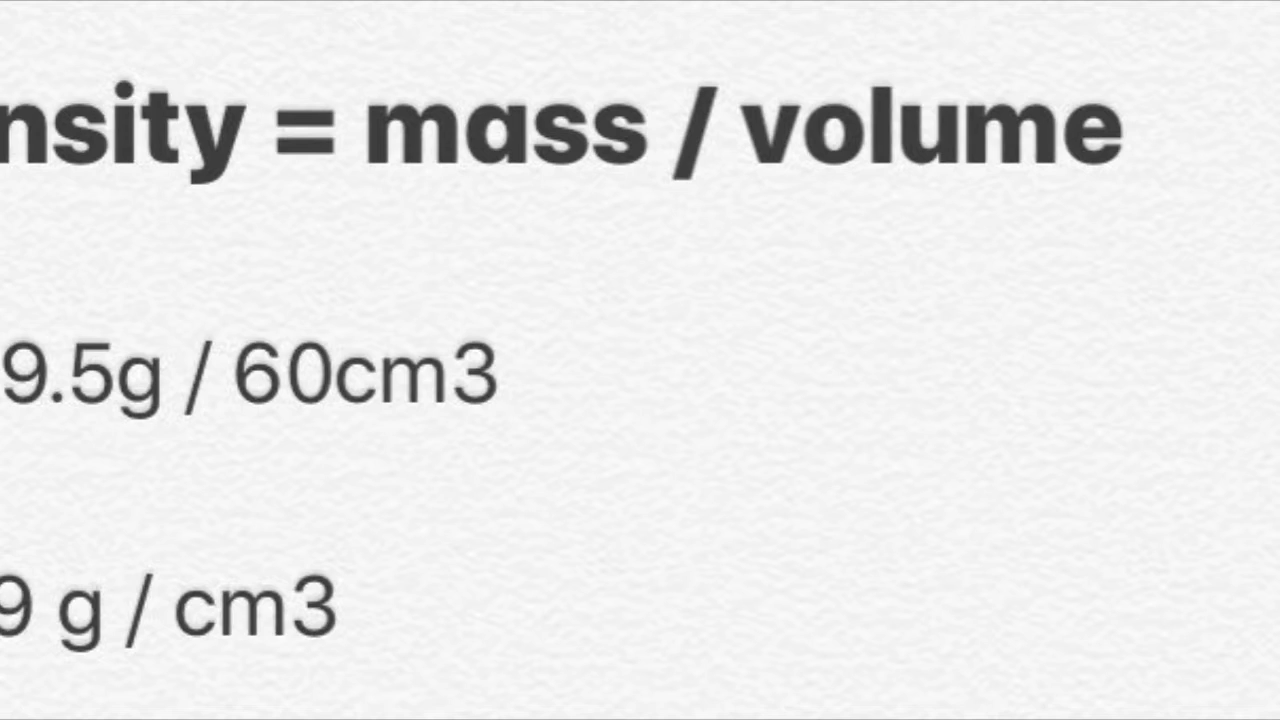 nsity = mass / volume
9.5g / 60cm3
9 g / cm3